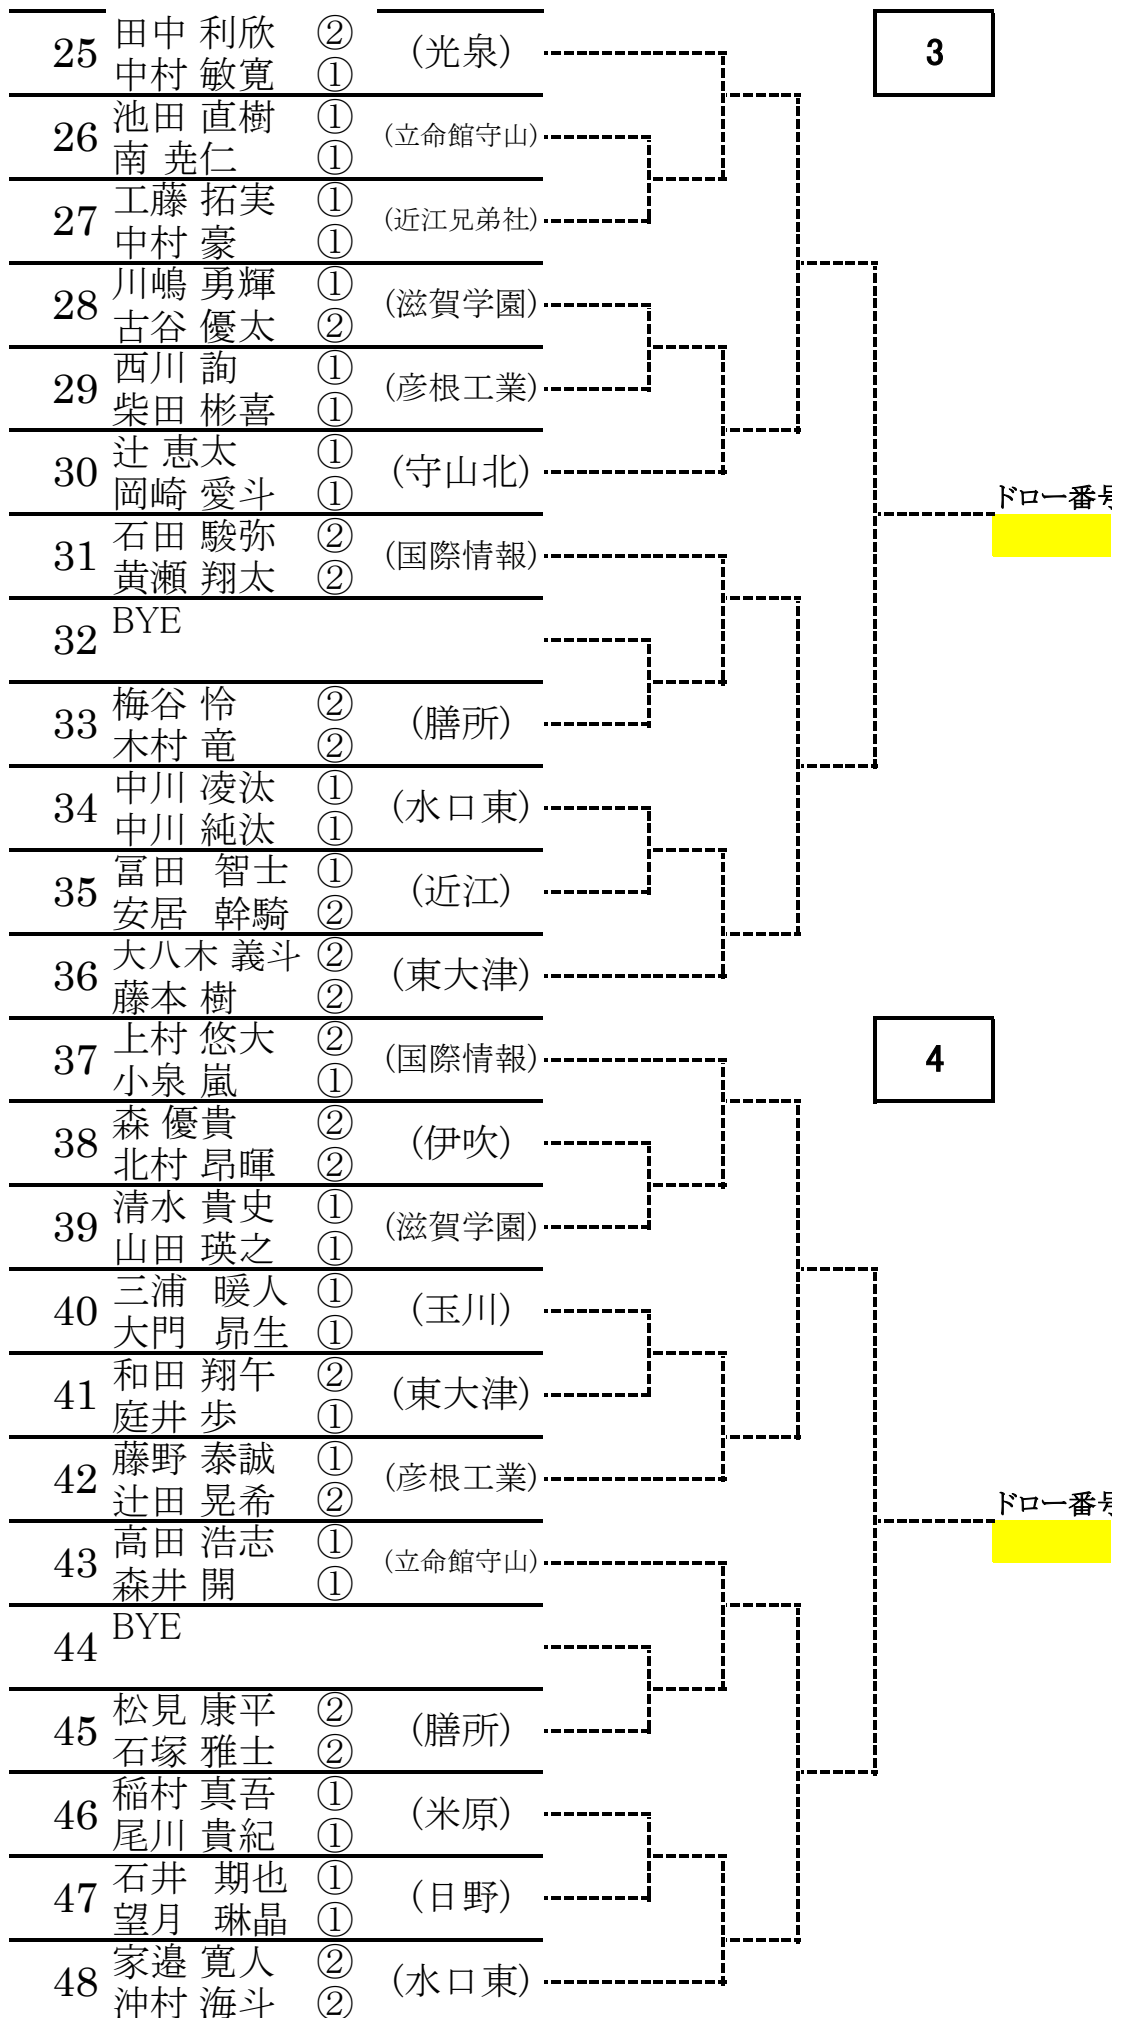 25 田中 利欣 ② (光泉) 3
中村 敏寛 ①
26 池田 直樹 ① (立命館守山)
南 尭仁 ①
27 工藤 拓実 ① (近江兄弟社)
中村 豪 ①
28 川嶋 勇輝 ① (滋賀学園)
古谷 優太 ②
29 西川 詢 ① (彦根工業)
柴田 彬喜 ①
30 辻 恵太 ① (守山北)
岡崎 愛斗 ①
ドロー番号
31 石田 駿弥 ② (国際情報)
黄瀬 翔太 ②
32 BYE
33 梅谷 怜 ② (膳所)
木村 竜 ②
34 中川 凌汰 ① (水口東)
中川 純汰 ①
35 冨田 智士 ① (近江)
安居 幹騎 ②
36 大八木 義斗 ② (東大津)
藤本 樹 ②
37 上村 悠大 ② (国際情報) 4
小泉 嵐 ①
38 森 優貴 ② (伊吹)
北村 昂暉 ②
39 清水 貴史 ① (滋賀学園)
山田 瑛之 ①
40 三浦 暖人 ① (玉川)
大門 昴生 ①
41 和田 翔午 ② (東大津)
庭井 歩 ①
42 藤野 泰誠 ① (彦根工業)
辻田 晃希 ②
ドロー番号
43 高田 浩志 ① (立命館守山)
森井 開 ①
44 BYE
45 松見 康平 ② (膳所)
石塚 雅士 ②
46 稲村 真吾 ① (米原)
尾川 貴紀 ①
47 石井 期也 ① (日野)
望月 琳晶 ①
48 家邉 寛人 ② (水口東)
沖村 海斗 ②